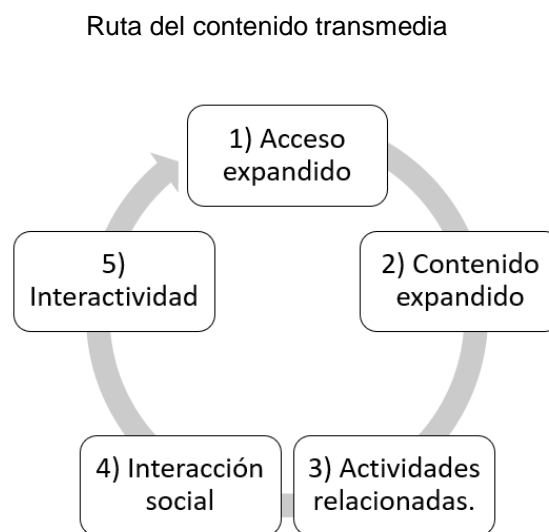 Ruta del contenido transmedia
1) Acceso
expandido
2) Contenido
expandido
3) Actividades
relacionadas.
4) Interacción
social
5)
Interactividad